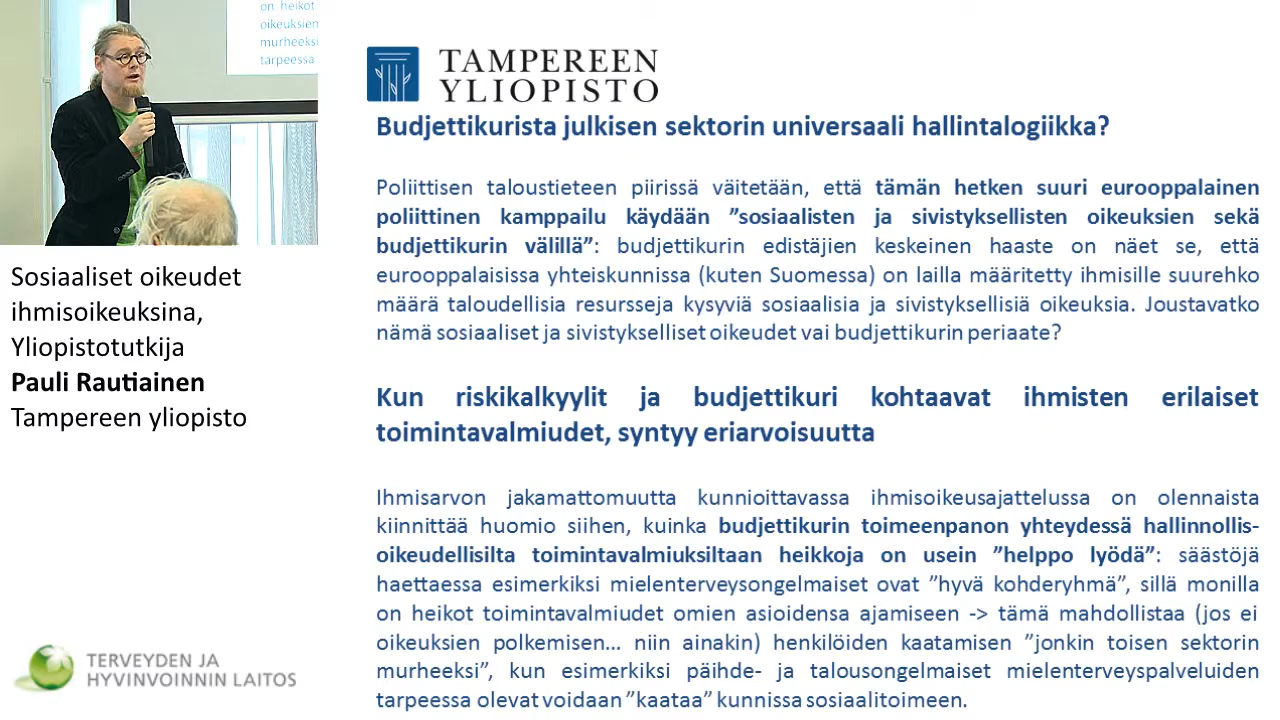 on heikot
oikeuksien
murheeksi
tarpeessa
TAMPEREEN
YLIOPISTO
Budjettikurista julkisen sektorin universaali hallintalogiikka?
Poliittisen taloustieteen piirissä väitetään, että tämän hetken suuri eurooppalainen
poliittinen kamppailu käydään ”sosiaalisten ja sivistyksellisten oikeuksien sekä
budjettikurin välillä”: budjettikurin edistäjien keskeinen haaste on näet se, että
eurooppalaisissa yhteiskunnissa (kuten Suomessa) on lailla määritetty ihmisille suurehko
määrä taloudellisia resursseja kysyviä sosiaalisia ja sivistyksellisiä oikeuksia. Joustavatko
nämä sosiaaliset ja sivistykselliset oikeudet vai budjettikurin periaate?
Kun riskikalkyylit ja budjettikuri kohtaavat ihmisten erilaiset
toimintavalmiudet, syntyy eriarvoisuutta
Ihmisarvon jakamattomuutta kunnioittavassa ihmisoikeusajattelussa on olennaista
kiinnittää huomio siihen, kuinka budjettikurin toimeenpanon yhteydessä hallinnollis-
oikeudellisilta toimintavalmiuksiltaan heikkoja on usein ”helppo lyödä”: säästöjä
haettaessa esimerkiksi mielenterveysongelmaiset ovat ”hyvä kohderyhmä”, sillä monilla
on heikot toimintavalmiudet omien asioidensa ajamiseen -> tämä mahdollistaa (jos ei
oikeuksien polkemisen... niin ainakin) henkilöiden kaatamisen ”jonkin toisen sektorin
murheeksi”, kun esimerkiksi päihde- ja talousongelmaiset mielenterveyspalveluiden
tarpeessa olevat voidaan ”kaataa” kunnissa sosiaalitoimeen.
Sosiaaliset oikeudet
ihmisoikeuksina,
Yliopistotutkija
Pauli Rautiainen
Tampereen yliopisto
TERVEYDEN JA
HYVINVOINNIN LAITOS